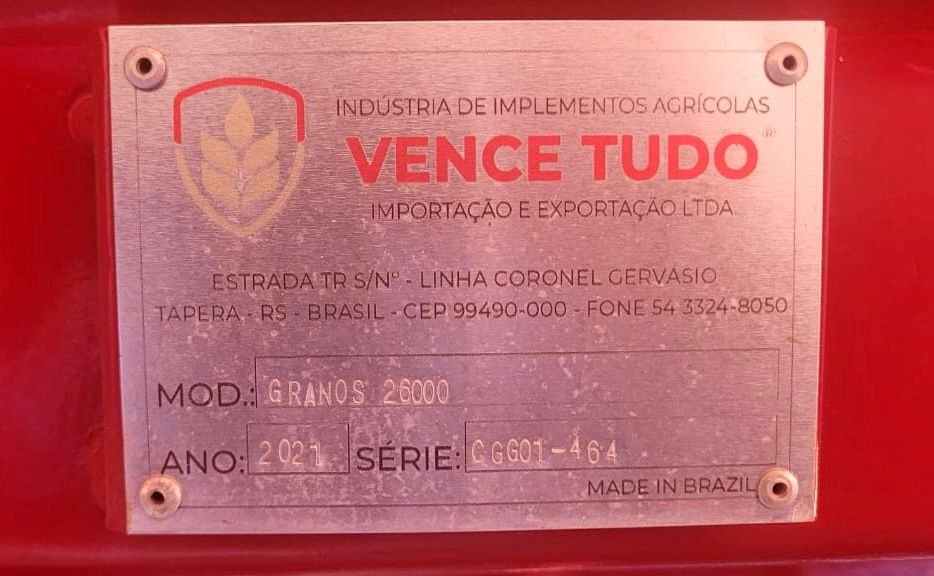 INDÚSTRIA DE IMPLEMENTOS AGRÍCOLAS
VENCE TUDO ®
IMPORTAÇÃO E EXPORTAÇÃO LTDA.
ESTRADA TR S/Nº - LINHA CORONEL GERVÁSIO
TAPERA - RS - BRASIL - CEP 99490-000 - FONE 54 3324-8050
MOD.: GRANOS 26000
ANO: 2021 SÉRIE: CGG01-464
MADE IN BRAZIL